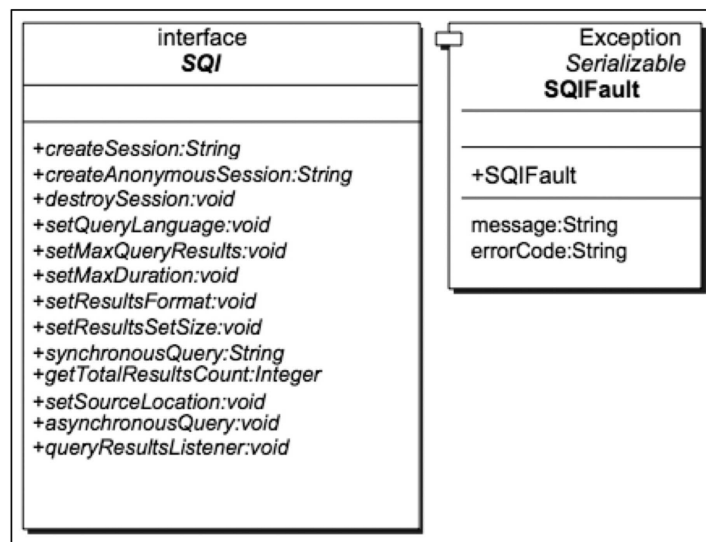 interface
SQI
+createSession:String
+createAnonymousSession:String
+destroySession:void
+setQueryLanguage:void
+setMaxQueryResults:void
+setMaxDuration:void
+setResultsFormat:void
+setResultsSetSize:void
+synchronousQuery:String
+getTotalResultsCount:Integer
+setSourceLocation:void
+asynchronousQuery:void
+queryResultsListener:void
Exception
Serializable
SQIFault
+SQIFault
message:String
errorCode:String